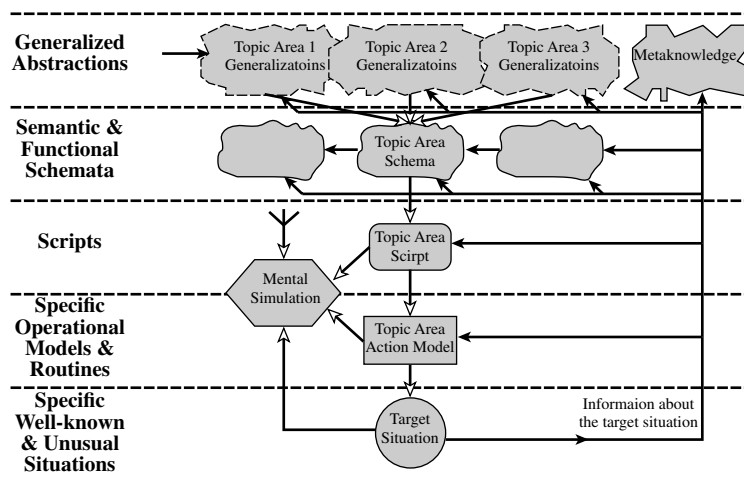 Generalized
Abstractions
Topic Area 1
Generalizatoins
Topic Area 2
Generalizatoins
Topic Area 3
Generalizatoins
Metaknowledge
Semantic &
Functional
Schemata
Topic Area
Schema
Scripts
Topic Area
Scirpt
Mental
Simulation
Specific
Operational
Models &
Routines
Topic Area
Action Model
Specific
Well-known
& Unusual
Situations
Target
Situation
Informaion about
the target situation